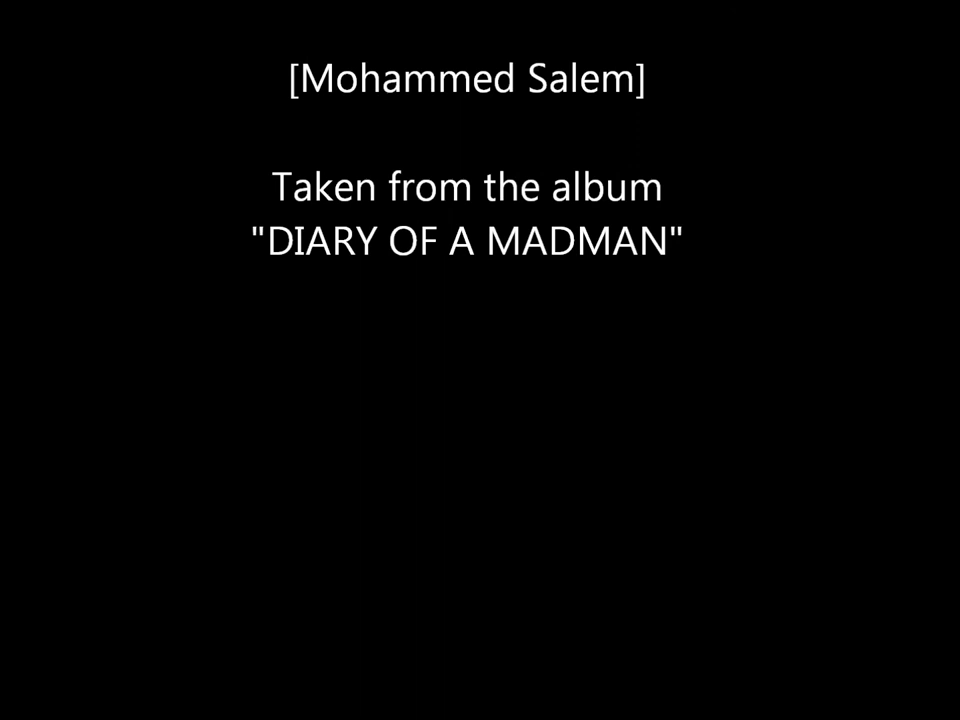 [Mohammed Salem]
Taken from the album
"DIARY OF A MADMAN"